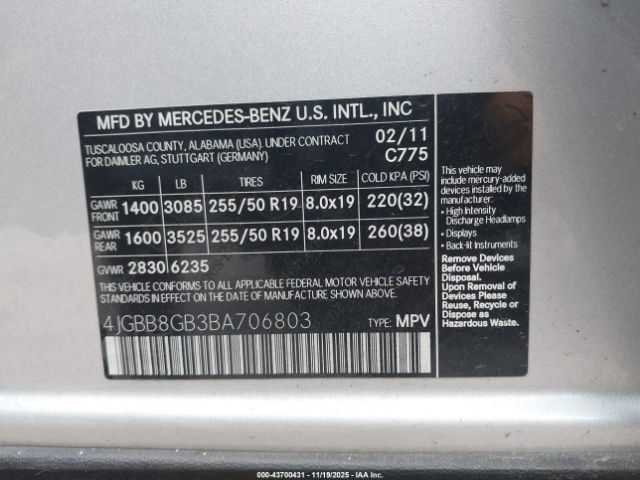 MFD BY MERCEDES-BENZ U.S. INTL., INC
TUSCALOOSA COUNTY, ALABAMA (USA). UNDER CONTRACT
FOR DAIMLER AG, STUTTGART (GERMANY)
02/11
C775
KG LB TIRES RIM SIZE COLD KPA (PSI)
GAWR FRONT 1400 3085 255/50 R19 8.0x19 220(32)
GAWR REAR 1600 3525 255/50 R19 8.0x19 260(38)
GVWR 2830 6235
THIS VEHICLE CONFORMS TO ALL APPLICABLE FEDERAL MOTOR VEHICLE SAFETY
STANDARDS IN EFFECT ON THE DATE OF MANUFACTURE SHOWN ABOVE.
4JGBB8GB3BA706803 TYPE: MPV
This vehicle may
include mercury-added
devices installed by the
manufacturer:
• High Intensity
Discharge Headlamps
• Displays
• Back-lit Instruments
Remove Devices
Before Vehicle
Disposal.
Upon Removal of
Devices Please
Reuse, Recycle or
Dispose as
Hazardous Waste.
000-43700431 - 11/19/2025 - IAAI, Inc.